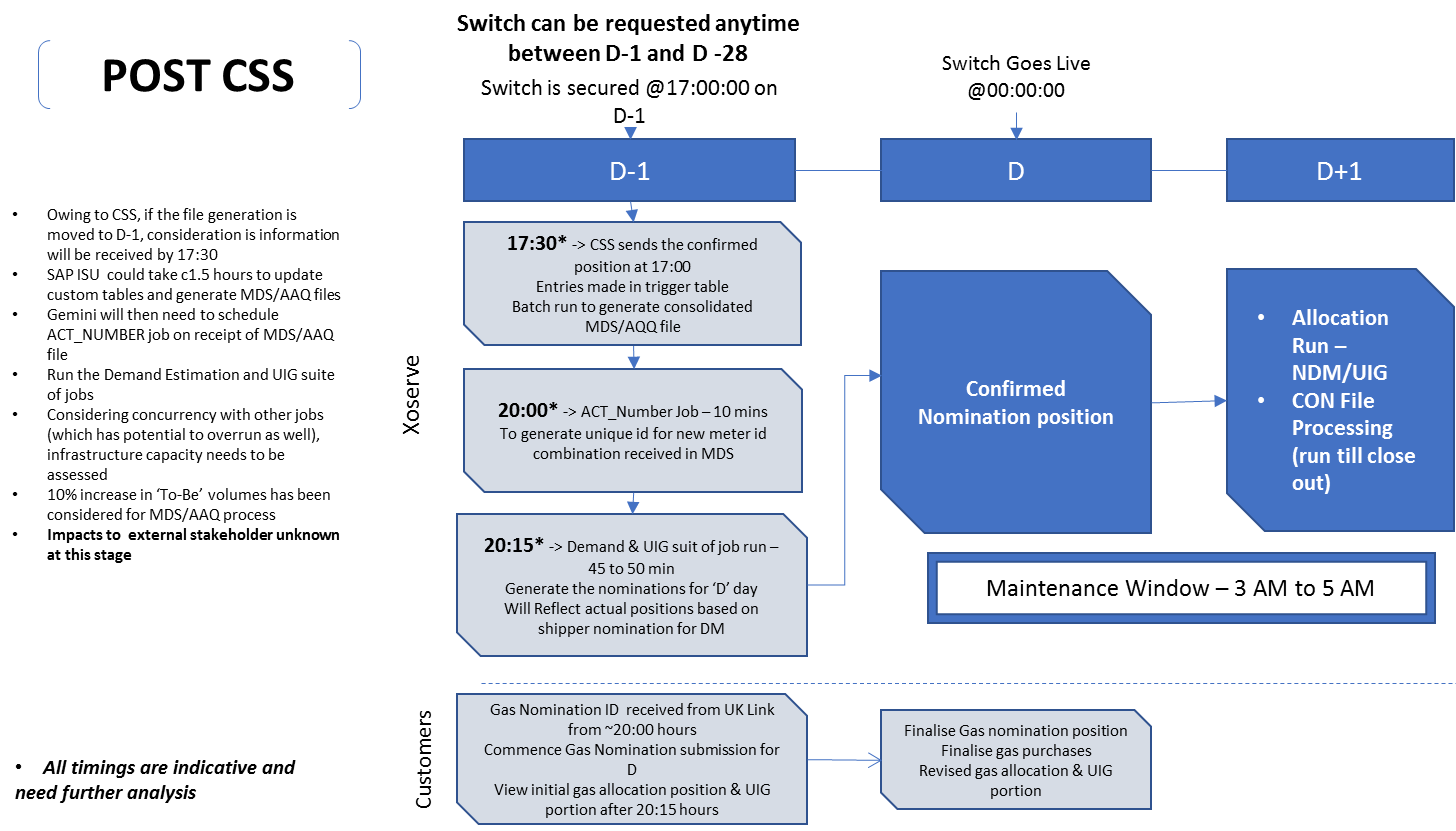 POST CSS
Switch can be requested anytime
between D-1 and D -28
Switch is secured @17:00:00 on
D-1
Switch Goes Live
@00:00:00
D-1
D
D+1
• Owing to CSS, if the file generation is
moved to D-1, consideration is information
will be received by 17:30
• SAP ISU could take c1.5 hours to update
custom tables and generate MDS/AAQ files
• Gemini will then need to schedule
ACT_NUMBER job on receipt of MDS/AAQ
file
• Run the Demand Estimation and UIG suite
of jobs
• Considering concurrency with other jobs
(which has potential to overrun as well),
infrastructure capacity needs to be
assessed
• 10% increase in ‘To-Be’ volumes has been
considered for MDS/AAQ process
• Impacts to external stakeholder unknown
at this stage
• All timings are indicative and
need further analysis
Xoserve
17:30* -> CSS sends the confirmed
position at 17:00
Entries made in trigger table
Batch run to generate consolidated
MDS/AQQ file
20:00* -> ACT_Number Job – 10 mins
To generate unique id for new meter id
combination received in MDS
20:15* -> Demand & UIG suit of job run –
45 to 50 min
Generate the nominations for ‘D’ day
Will Reflect actual positions based on
shipper nomination for DM
Confirmed
Nomination position
• Allocation
Run –
NDM/UIG
• CON File
Processing
(run till close
out)
Maintenance Window – 3 AM to 5 AM
Customers
Gas Nomination ID received from UK Link
from ~20:00 hours
Commence Gas Nomination submission for
D
View initial gas allocation position & UIG
portion after 20:15 hours
Finalise Gas nomination position
Finalise gas purchases
Revised gas allocation & UIG
portion